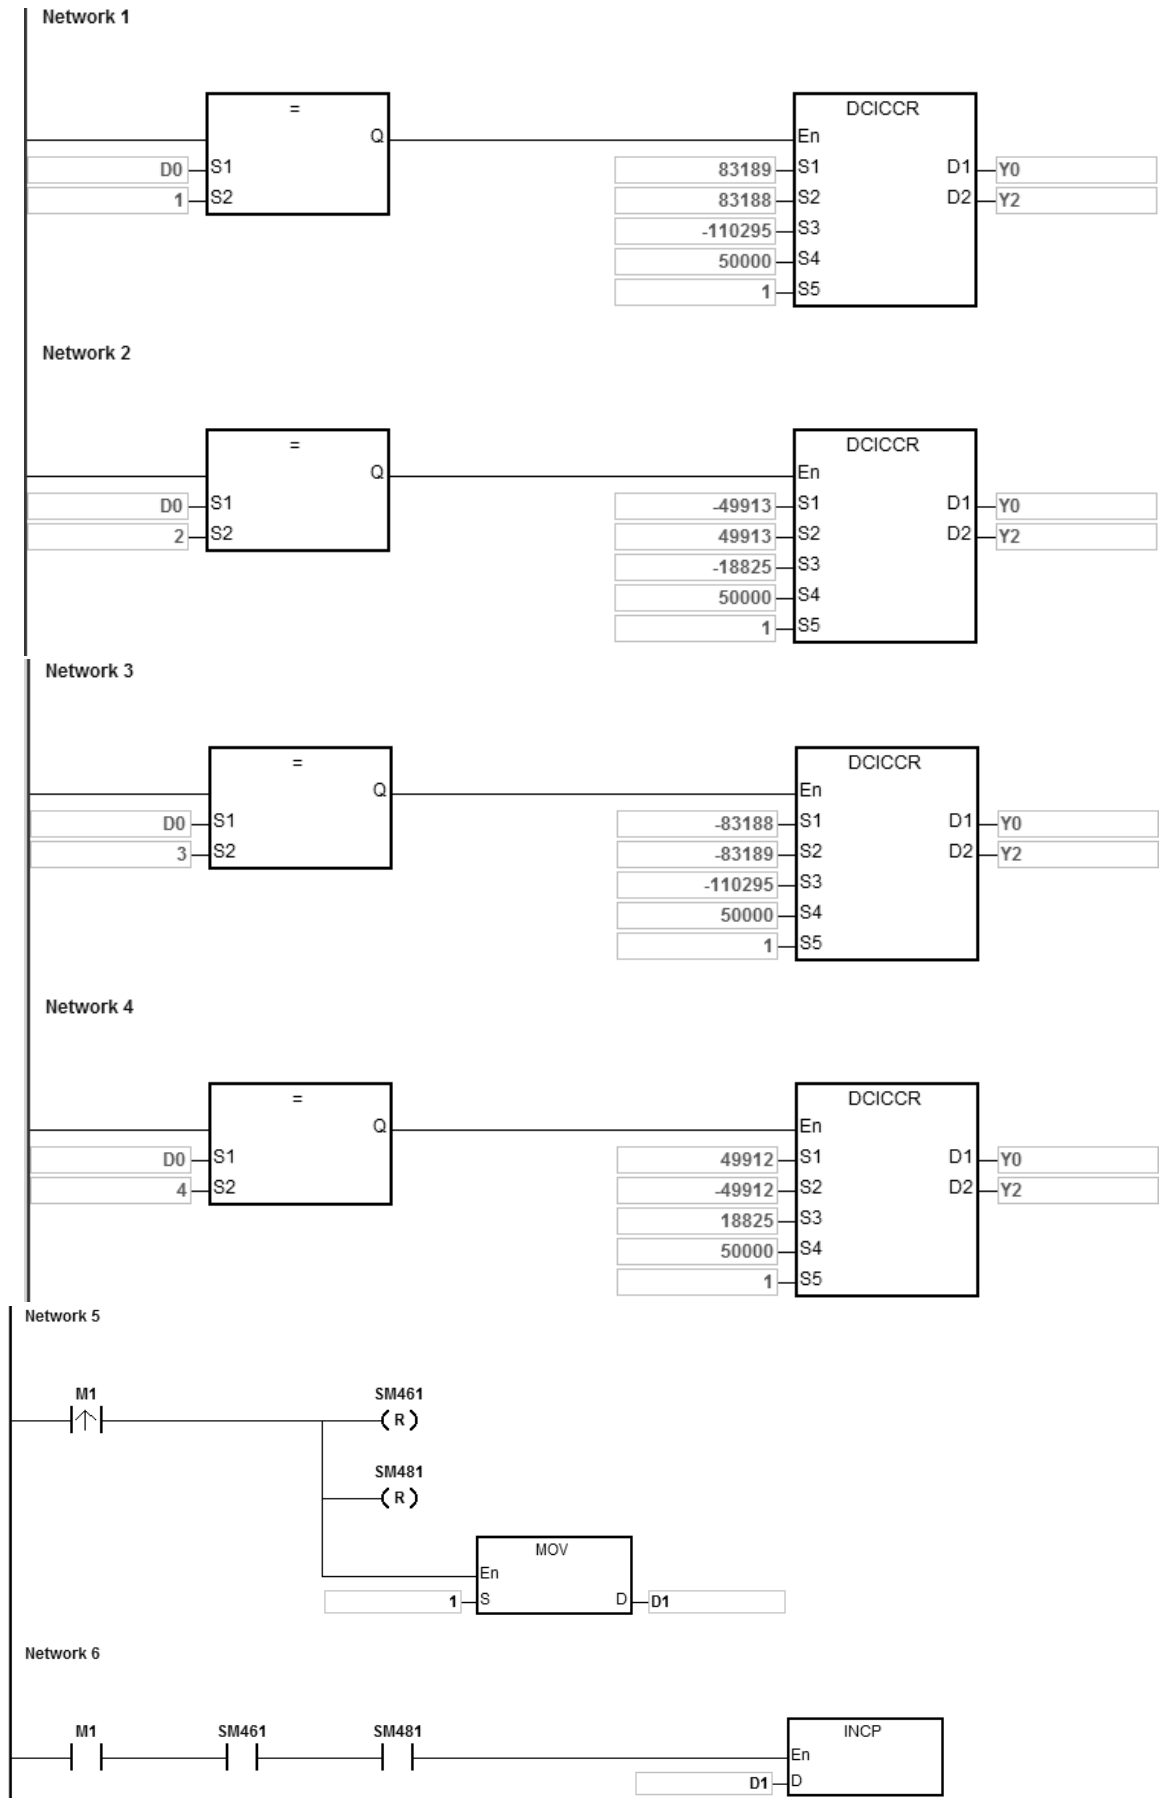 Network 1
= DCICCR
Q En
D0 S1 83189 S1 D1 Y0
1 S2 83188 S2 D2 Y2
-110295 S3
50000 S4
1 S5
Network 2
= DCICCR
Q En
D0 S1 -49913 S1 D1 Y0
2 S2 49913 S2 D2 Y2
-18825 S3
50000 S4
1 S5
Network 3
= DCICCR
Q En
D0 S1 -83188 S1 D1 Y0
3 S2 -83189 S2 D2 Y2
-110295 S3
50000 S4
1 S5
Network 4
= DCICCR
Q En
D0 S1 49912 S1 D1 Y0
4 S2 -49912 S2 D2 Y2
18825 S3
50000 S4
1 S5
Network 5
M1 SM461
R
SM481
R
MOV
En
1 S D D1
Network 6
M1 SM461 SM481 INCP
En
D1 D